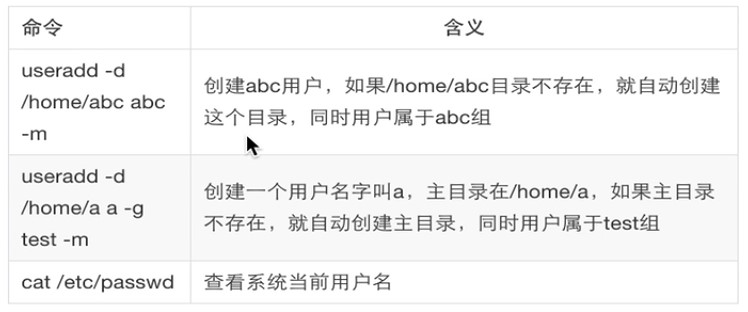 命令 含义
useradd -d
/home/abc abc
-m
创建abc用户，如果/home/abc目录不存在，就自动创建
这个目录，同时用户属于abc组
useradd -d
/home/a a -g
test -m
创建一个用户名字叫a，主目录在/home/a，如果主目录
不存在，就自动创建主目录，同时用户属于test组
cat /etc/passwd 查看系统当前用户名